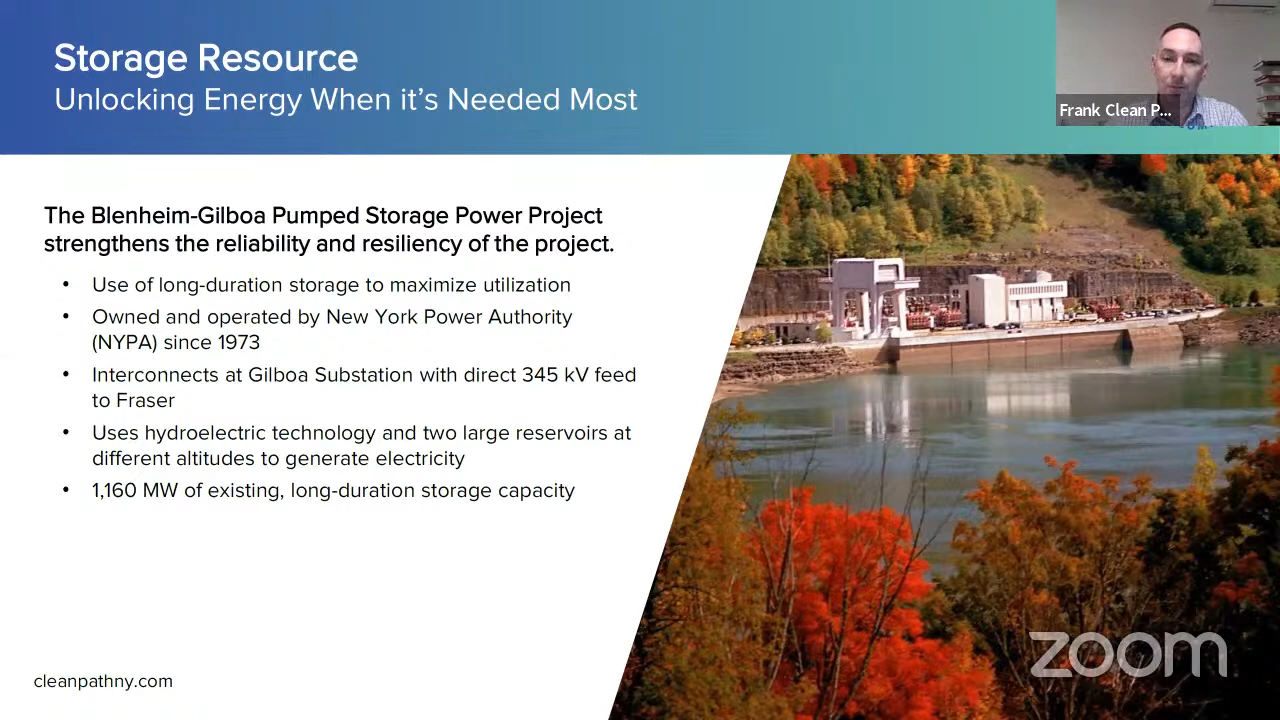 Storage Resource
Unlocking Energy When it's Needed Most
Frank Clean P...
The Blenheim-Gilboa Pumped Storage Power Project
strengthens the reliability and resiliency of the project.
• Use of long-duration storage to maximize utilization
• Owned and operated by New York Power Authority
(NYPA) since 1973
• Interconnects at Gilboa Substation with direct 345 kV feed
to Fraser
• Uses hydroelectric technology and two large reservoirs at
different altitudes to generate electricity
• 1,160 MW of existing, long-duration storage capacity
zoom
cleanpathny.com